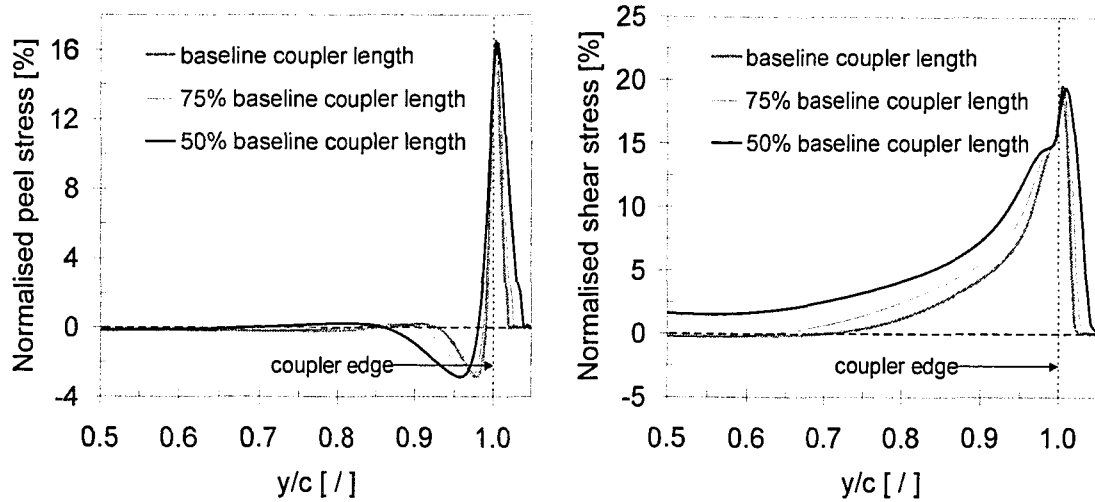 Normalised peel stress [%]
16
12
8
4
0
-4
baseline coupler length
75% baseline coupler length
50% baseline coupler length
coupler edge
0.5 0.6 0.7 0.8 0.9 1.0
y/c [ / ]
Normalised shear stress [%]
25
20
15
10
5
0
-5
baseline coupler length
75% baseline coupler length
50% baseline coupler length
coupler edge
0.5 0.6 0.7 0.8 0.9 1.0
y/c [ / ]